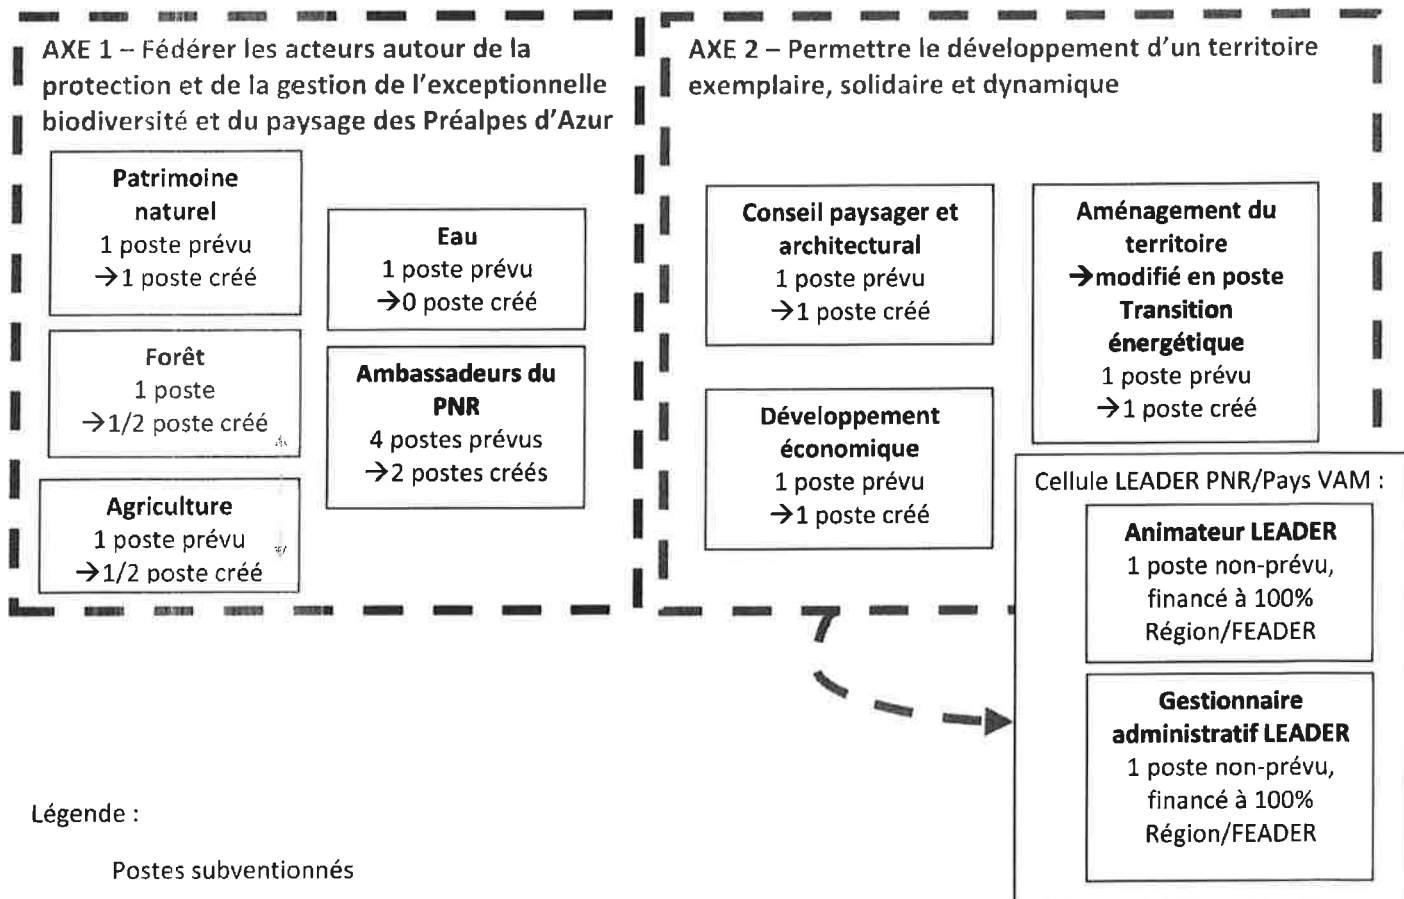 AXE 1 – Fédérer les acteurs autour de la
protection et de la gestion de l'exceptionnelle
biodiversité et du paysage des Préalpes d'Azur
Patrimoine
naturel
1 poste prévu
→1 poste créé
Eau
1 poste prévu
→0 poste créé
Forêt
1 poste
→1/2 poste créé
Ambassadeurs du
PNR
4 postes prévus
→2 postes créés
Agriculture
1 poste prévu
→1/2 poste créé
AXE 2 – Permettre le développement d'un territoire
exemplaire, solidaire et dynamique
Conseil paysager et
architectural
1 poste prévu
→1 poste créé
Aménagement du
territoire
→modifié en poste
Transition
énergétique
1 poste prévu
→1 poste créé
Développement
économique
1 poste prévu
→1 poste créé
Cellule LEADER PNR/Pays VAM :
Animateur LEADER
1 poste non-prévu,
financé à 100%
Région/FEADER
Gestionnaire
administratif LEADER
1 poste non-prévu,
financé à 100%
Région/FEADER
Légende :
Postes subventionnés